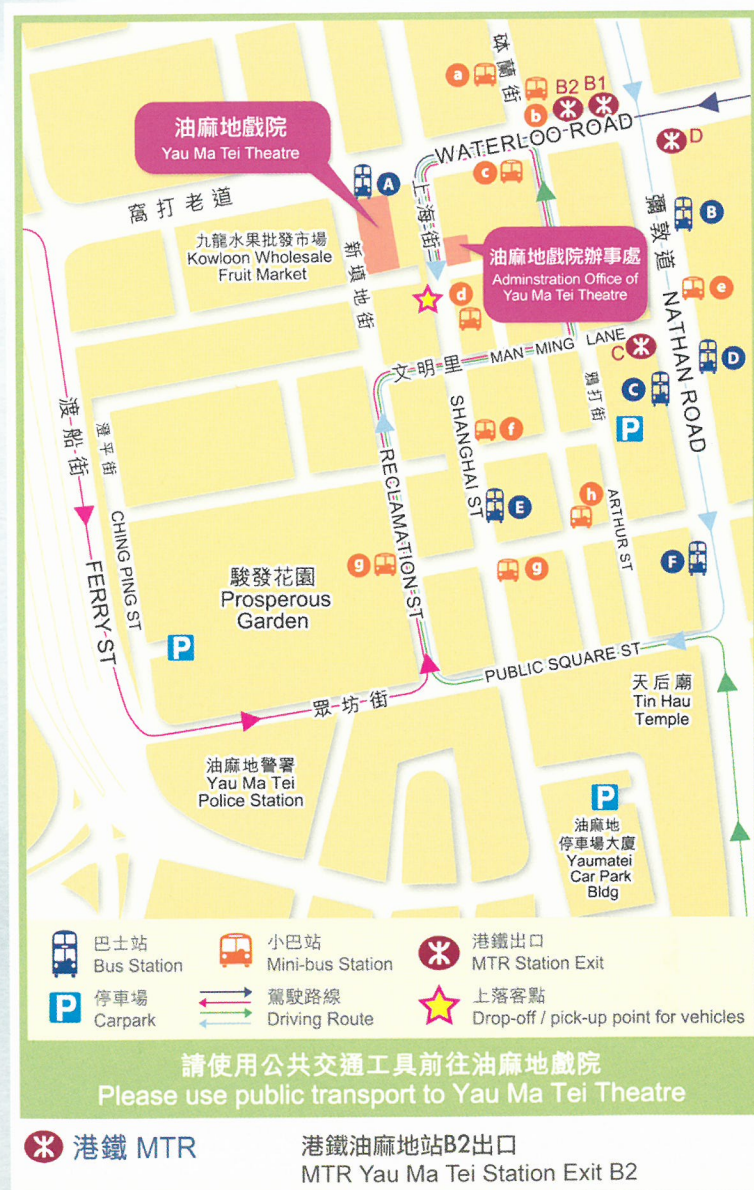 砵蘭街
a
b
B2
B1
D
油麻地戲院
Yau Ma Tei Theatre
WATERLOO ROAD
窩打老道
A
上海街
c
彌敦道
B
九龍水果批發市場
Kowloon Wholesale
Fruit Market
新填地街
油麻地戲院辦事處
Adminstration Office of
Yau Ma Tei Theatre
d
e
NATHAN ROAD
文明里
MAN MING LANE
C
D
C
鴉打街
P
渡船街
澄平街
SHANGHAI ST
f
RECLAMATION ST
E
h
ARTHUR ST
CHING PING ST
FERRY ST
駿發花園
Prosperous
Garden
g
g
F
P
PUBLIC SQUARE ST
眾坊街
天后廟
Tin Hau
Temple
油麻地警署
Yau Ma Tei
Police Station
P
油麻地
停車場大廈
Yaumatei
Car Park
Bldg
巴士站
Bus Station
小巴站
Mini-bus Station
港鐵出口
MTR Station Exit
P
停車場
Carpark
駕駛路線
Driving Route
上落客點
Drop-off / pick-up point for vehicles
請使用公共交通工具前往油麻地戲院
Please use public transport to Yau Ma Tei Theatre
港鐵 MTR
港鐵油麻地站B2出口
MTR Yau Ma Tei Station Exit B2